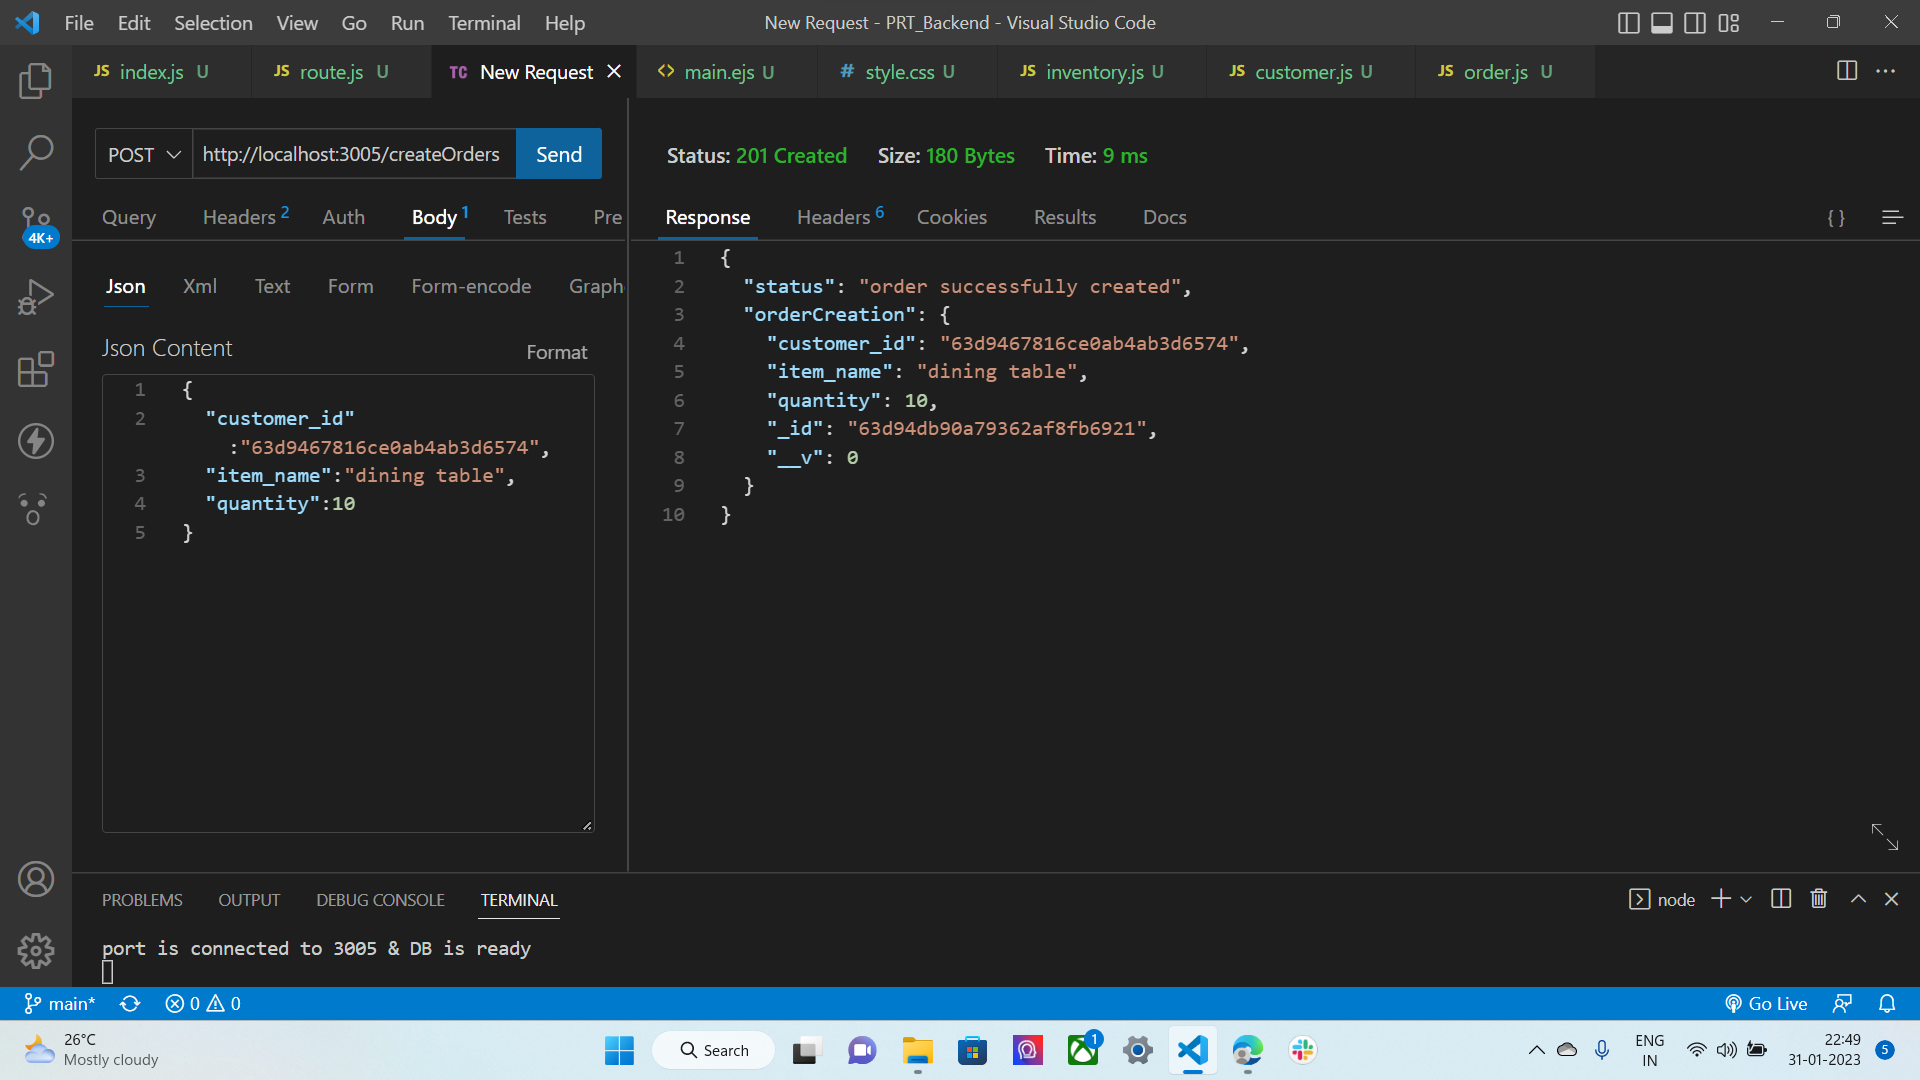 File Edit Selection View Go Run Terminal Help New Request - PRT_Backend - Visual Studio Code
JS index.js U JS route.js U TC New Request <> main.ejs U # style.css U JS inventory.js U JS customer.js U JS order.js U
POST http://localhost:3005/createOrders Send
Query Headers 2 Auth Body 1 Tests Pre
Json Xml Text Form Form-encode Graph
Json Content Format
1 {
2 "customer_id"
:"63d9467816ce0ab4ab3d6574",
3 "item_name":"dining table",
4 "quantity":10
5 }
Status: 201 Created Size: 180 Bytes Time: 9 ms
Response Headers 6 Cookies Results Docs { }
1 {
2 "status": "order successfully created",
3 "orderCreation": {
4 "customer_id": "63d9467816ce0ab4ab3d6574",
5 "item_name": "dining table",
6 "quantity": 10,
7 "_id": "63d94db90a79362af8fb6921",
8 "__v": 0
9 }
10 }
4K+
PROBLEMS OUTPUT DEBUG CONSOLE TERMINAL node
port is connected to 3005 & DB is ready
main* 0 0 Go Live
26°C
Mostly cloudy
Search
1
ENG
IN
22:49
31-01-2023
5